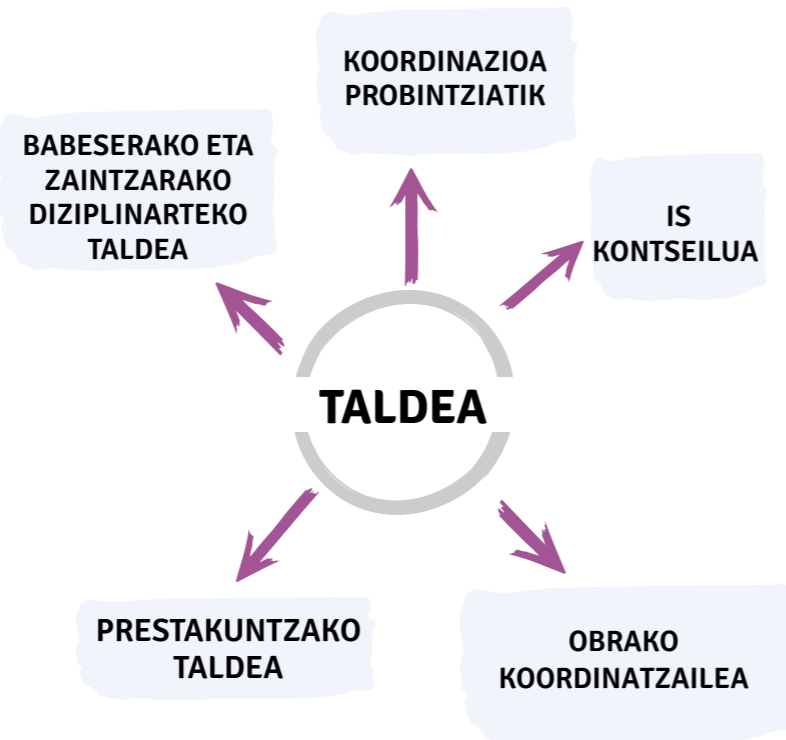 KOORDINAZIOA
PROBINTZIATIK
BABESERAKO ETA
ZAINTZARAKO
DIZIPLINARTEKO
TALDEA
IS
KONTSEILUA
TALDEA
PRESTAKUNTZAKO
TALDEA
OBRAKO
KOORDINATZAILEA